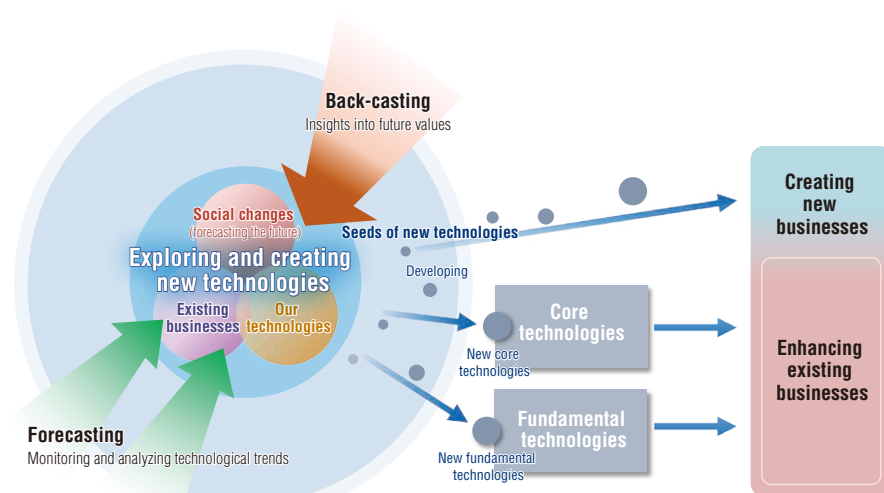 Back-casting
Insights into future values
Social changes
(forecasting the future)
Exploring and creating
new technologies
Existing
businesses
Our
technologies
Forecasting
Monitoring and analyzing technological trends
Seeds of new technologies
Developing
Core
technologies
New core
technologies
Fundamental
technologies
New fundamental
technologies
Creating
new
businesses
Enhancing
existing
businesses